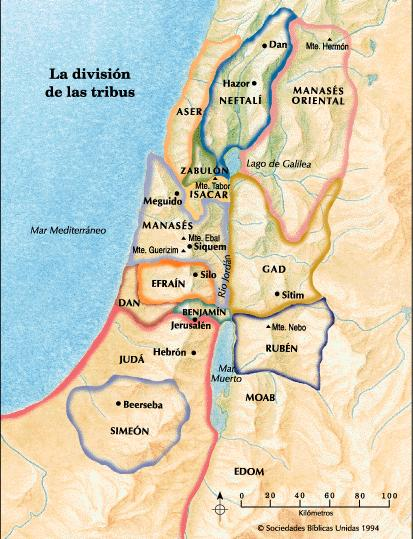 La división
de las tribus
Dan
Mte. Hermón
Hazor
NEFTALÍ
MANASÉS
ORIENTAL
ASER
Lago de Galilea
ZABULÓN
Mte. Tabor
ISACAR
Meguido
MANASÉS
Mar Mediterráneo
Mte. Ebal
Mte. Guerizim
Siquem
Río Jordán
GAD
Silo
EFRAÍN
Sitim
DAN
BENJAMÍN
Jerusalén
Mte. Nebo
RUBÉN
JUDÁ
Hebrón
Mar
Muerto
MOAB
Beerseba
SIMEÓN
EDOM
0 20 40 60 80 100
Kilómetros
© Sociedades Bíblicas Unidas 1994